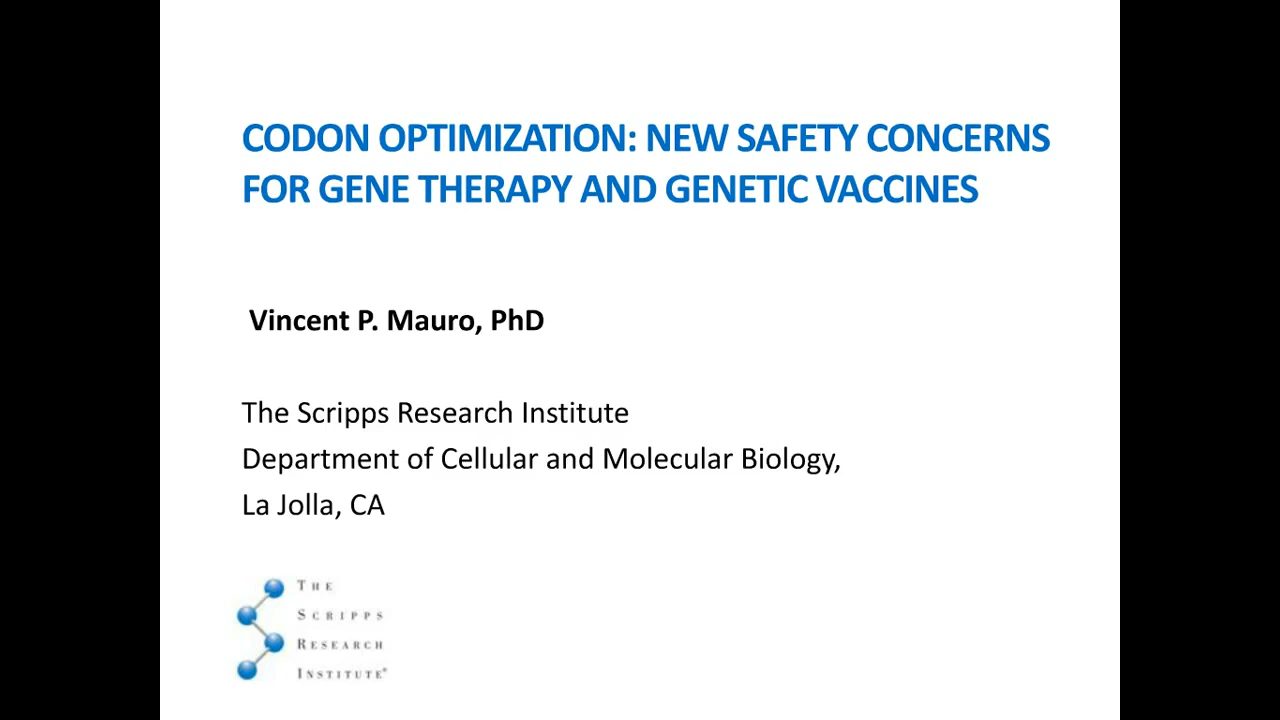 CODON OPTIMIZATION: NEW SAFETY CONCERNS
FOR GENE THERAPY AND GENETIC VACCINES
Vincent P. Mauro, PhD
The Scripps Research Institute
Department of Cellular and Molecular Biology,
La Jolla, CA
THE
SCRIPPS
RESEARCH
INSTITUTE®